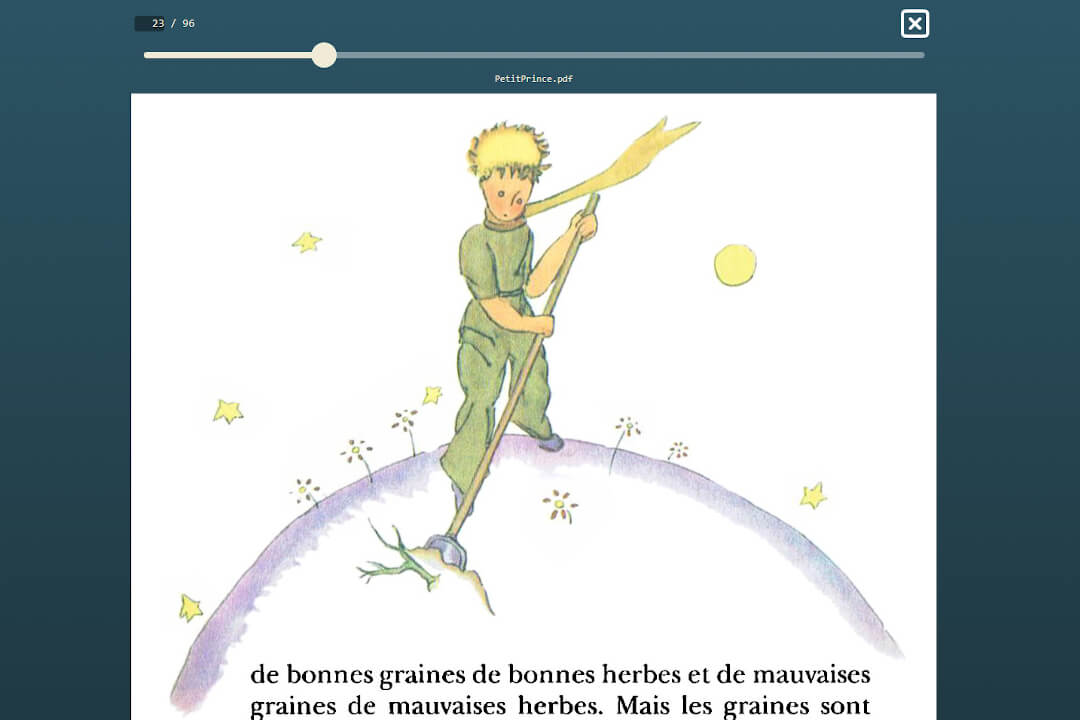 23 / 96
PetitPrince.pdf
de bonnes graines de bonnes herbes et de mauvaises
graines de mauvaises herbes. Mais les graines sont